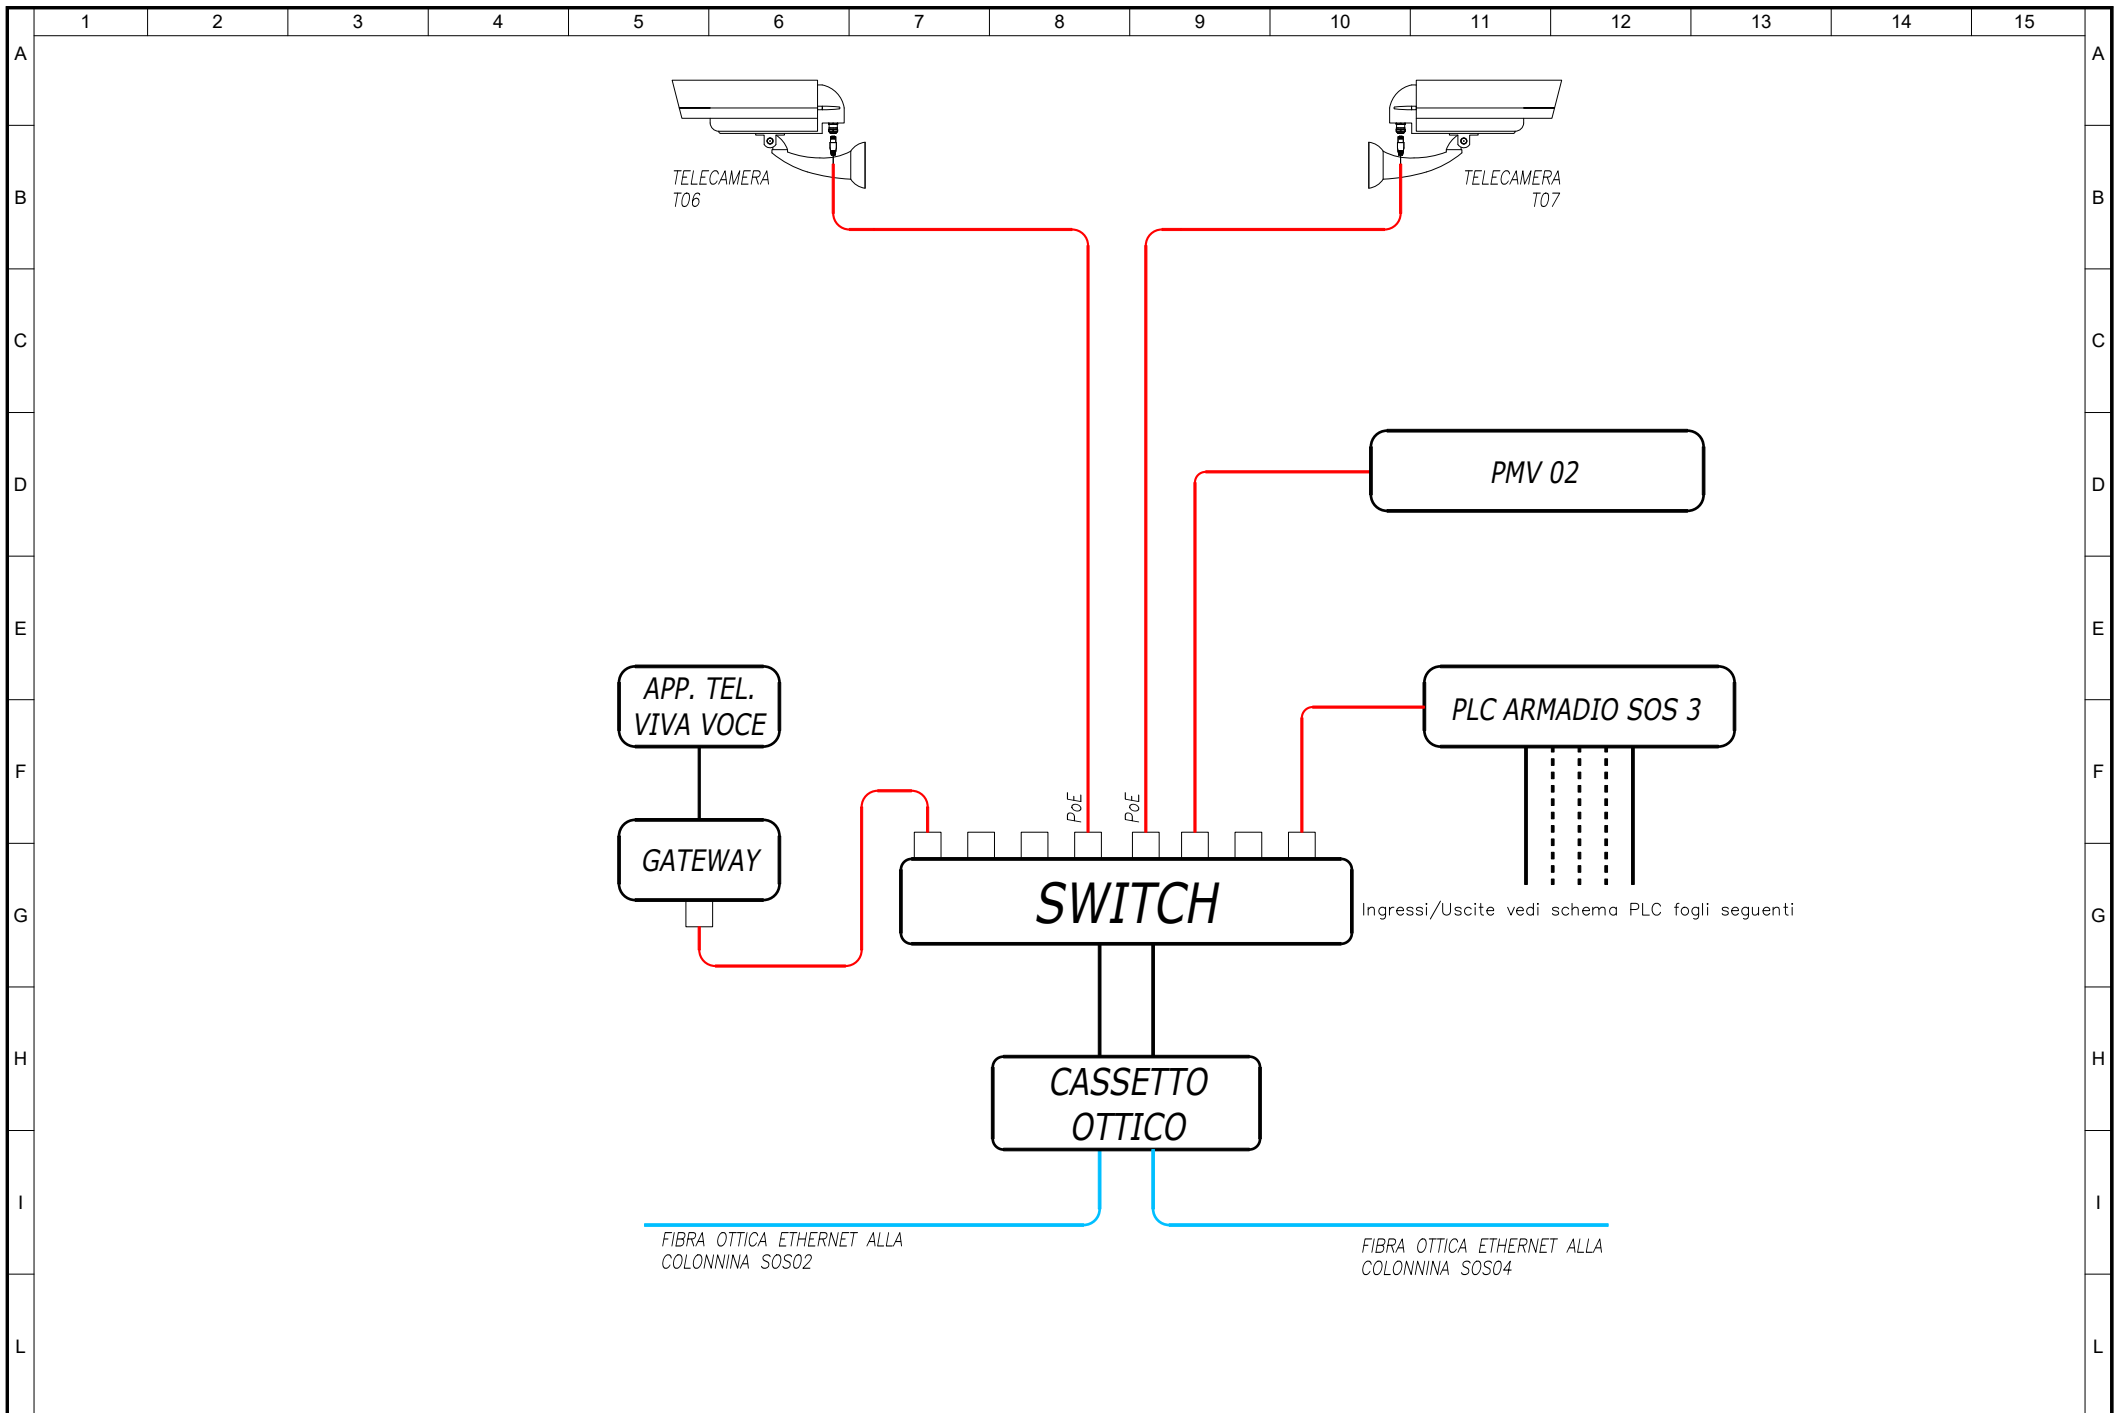 1 2 3 4 5 6 7 8 9 10 11 12 13 14 15
A A
TELECAMERA
T06
TELECAMERA
T07
B B
C C
PMV 02
D D
E E
APP. TEL.
VIVA VOCE
PLC ARMADIO SOS 3
F F
PoE PoE
GATEWAY
SWITCH
Ingressi/Uscite vedi schema PLC fogli seguenti
G G
H H
CASSETTO
OTTICO
I I
FIBRA OTTICA ETHERNET ALLA
COLONNINA SOS02
FIBRA OTTICA ETHERNET ALLA
COLONNINA SOS04
L L